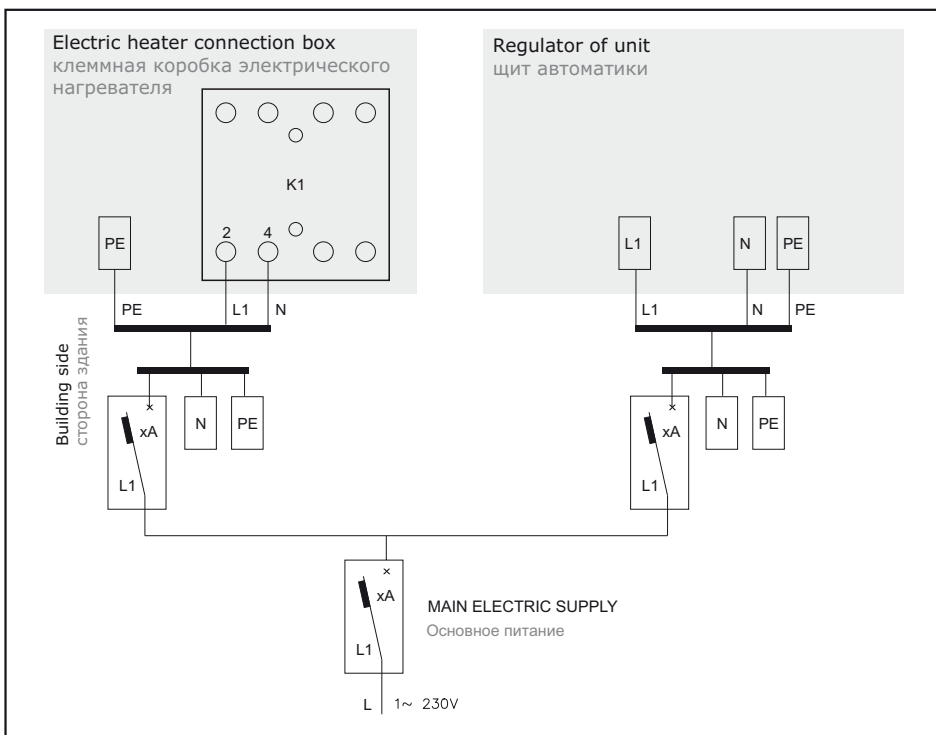 Electric heater connection box
клеммная коробка электрического
нагревателя
K1
2 4
PE
PE L1 N
Regulator of unit
щит автоматики
L1 N PE
L1 N PE
Building side
сторона здания
xA
L1
N
PE
xA
L1
N
PE
xA
L1
MAIN ELECTRIC SUPPLY
Основное питание
L 1~ 230V